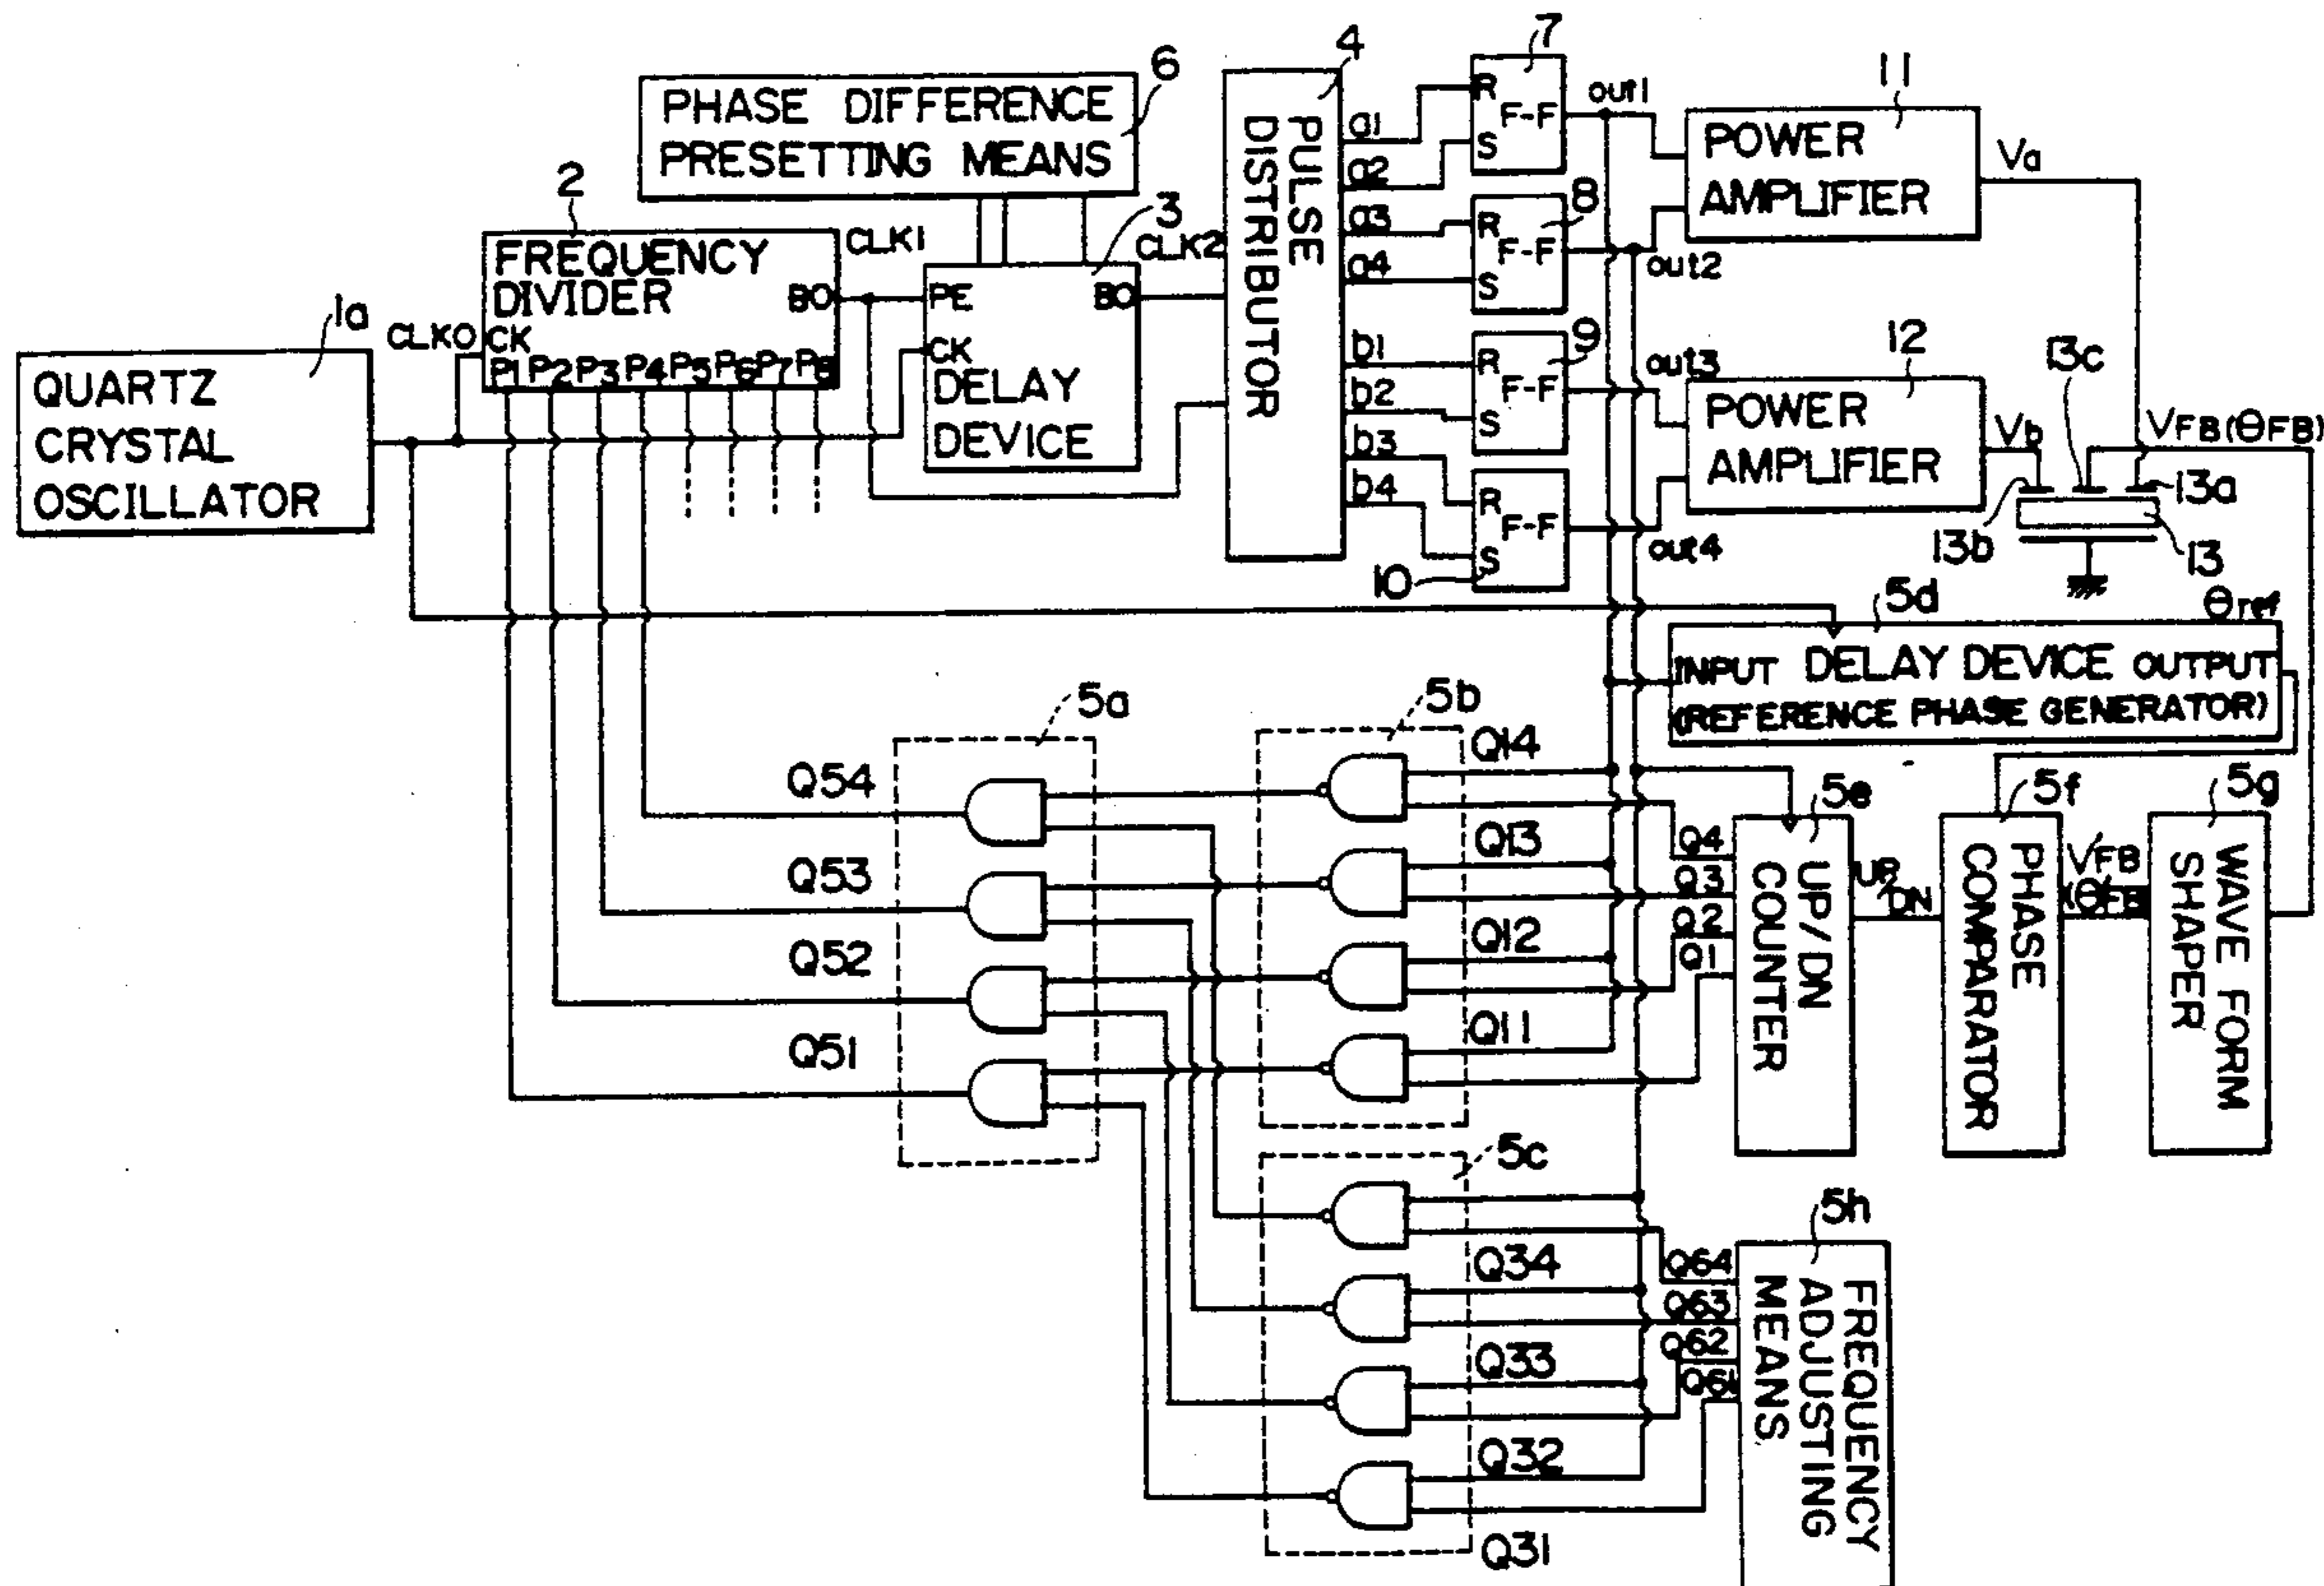 7
4
11
6
PHASE DIFFERENCE
PRESETTING MEANS
PULSE
DISTRIBUTOR
a1
a2
a3
a4
b1
b2
b3
b4
R
F-F
S
out1
POWER
AMPLIFIER
Va
2
3
8
R
F-F
S
out2
CLK1
CLK2
FREQUENCY
DIVIDER
BO
CK
P1 P2 P3 P4 P5 P6 P7 P8
PE
BO
CK
DELAY
DEVICE
1a
CLK0
QUARTZ
CRYSTAL
OSCILLATOR
9
R
F-F
S
out3
12
POWER
AMPLIFIER
13c
Vb
VFB(ΘFB)
13a
13b
13
R
F-F
S
10
out4
5d
Θref
INPUT DELAY DEVICE OUTPUT
(REFERENCE PHASE GENERATOR)
5a
5b
Q14
Q54
5e
5f
5g
Q13
Q53
Q4
Q3
Q2
Q1
UP/DN
COUNTER
UP/DN
PHASE
COMPARATOR
V'FB
(Θ'FB)
WAVE FORM
SHAPER
Q12
Q52
Q11
Q51
5c
5h
Q34
Q64
Q63
Q62
Q61
FREQUENCY
ADJUSTING
MEANS
Q33
Q32
Q31